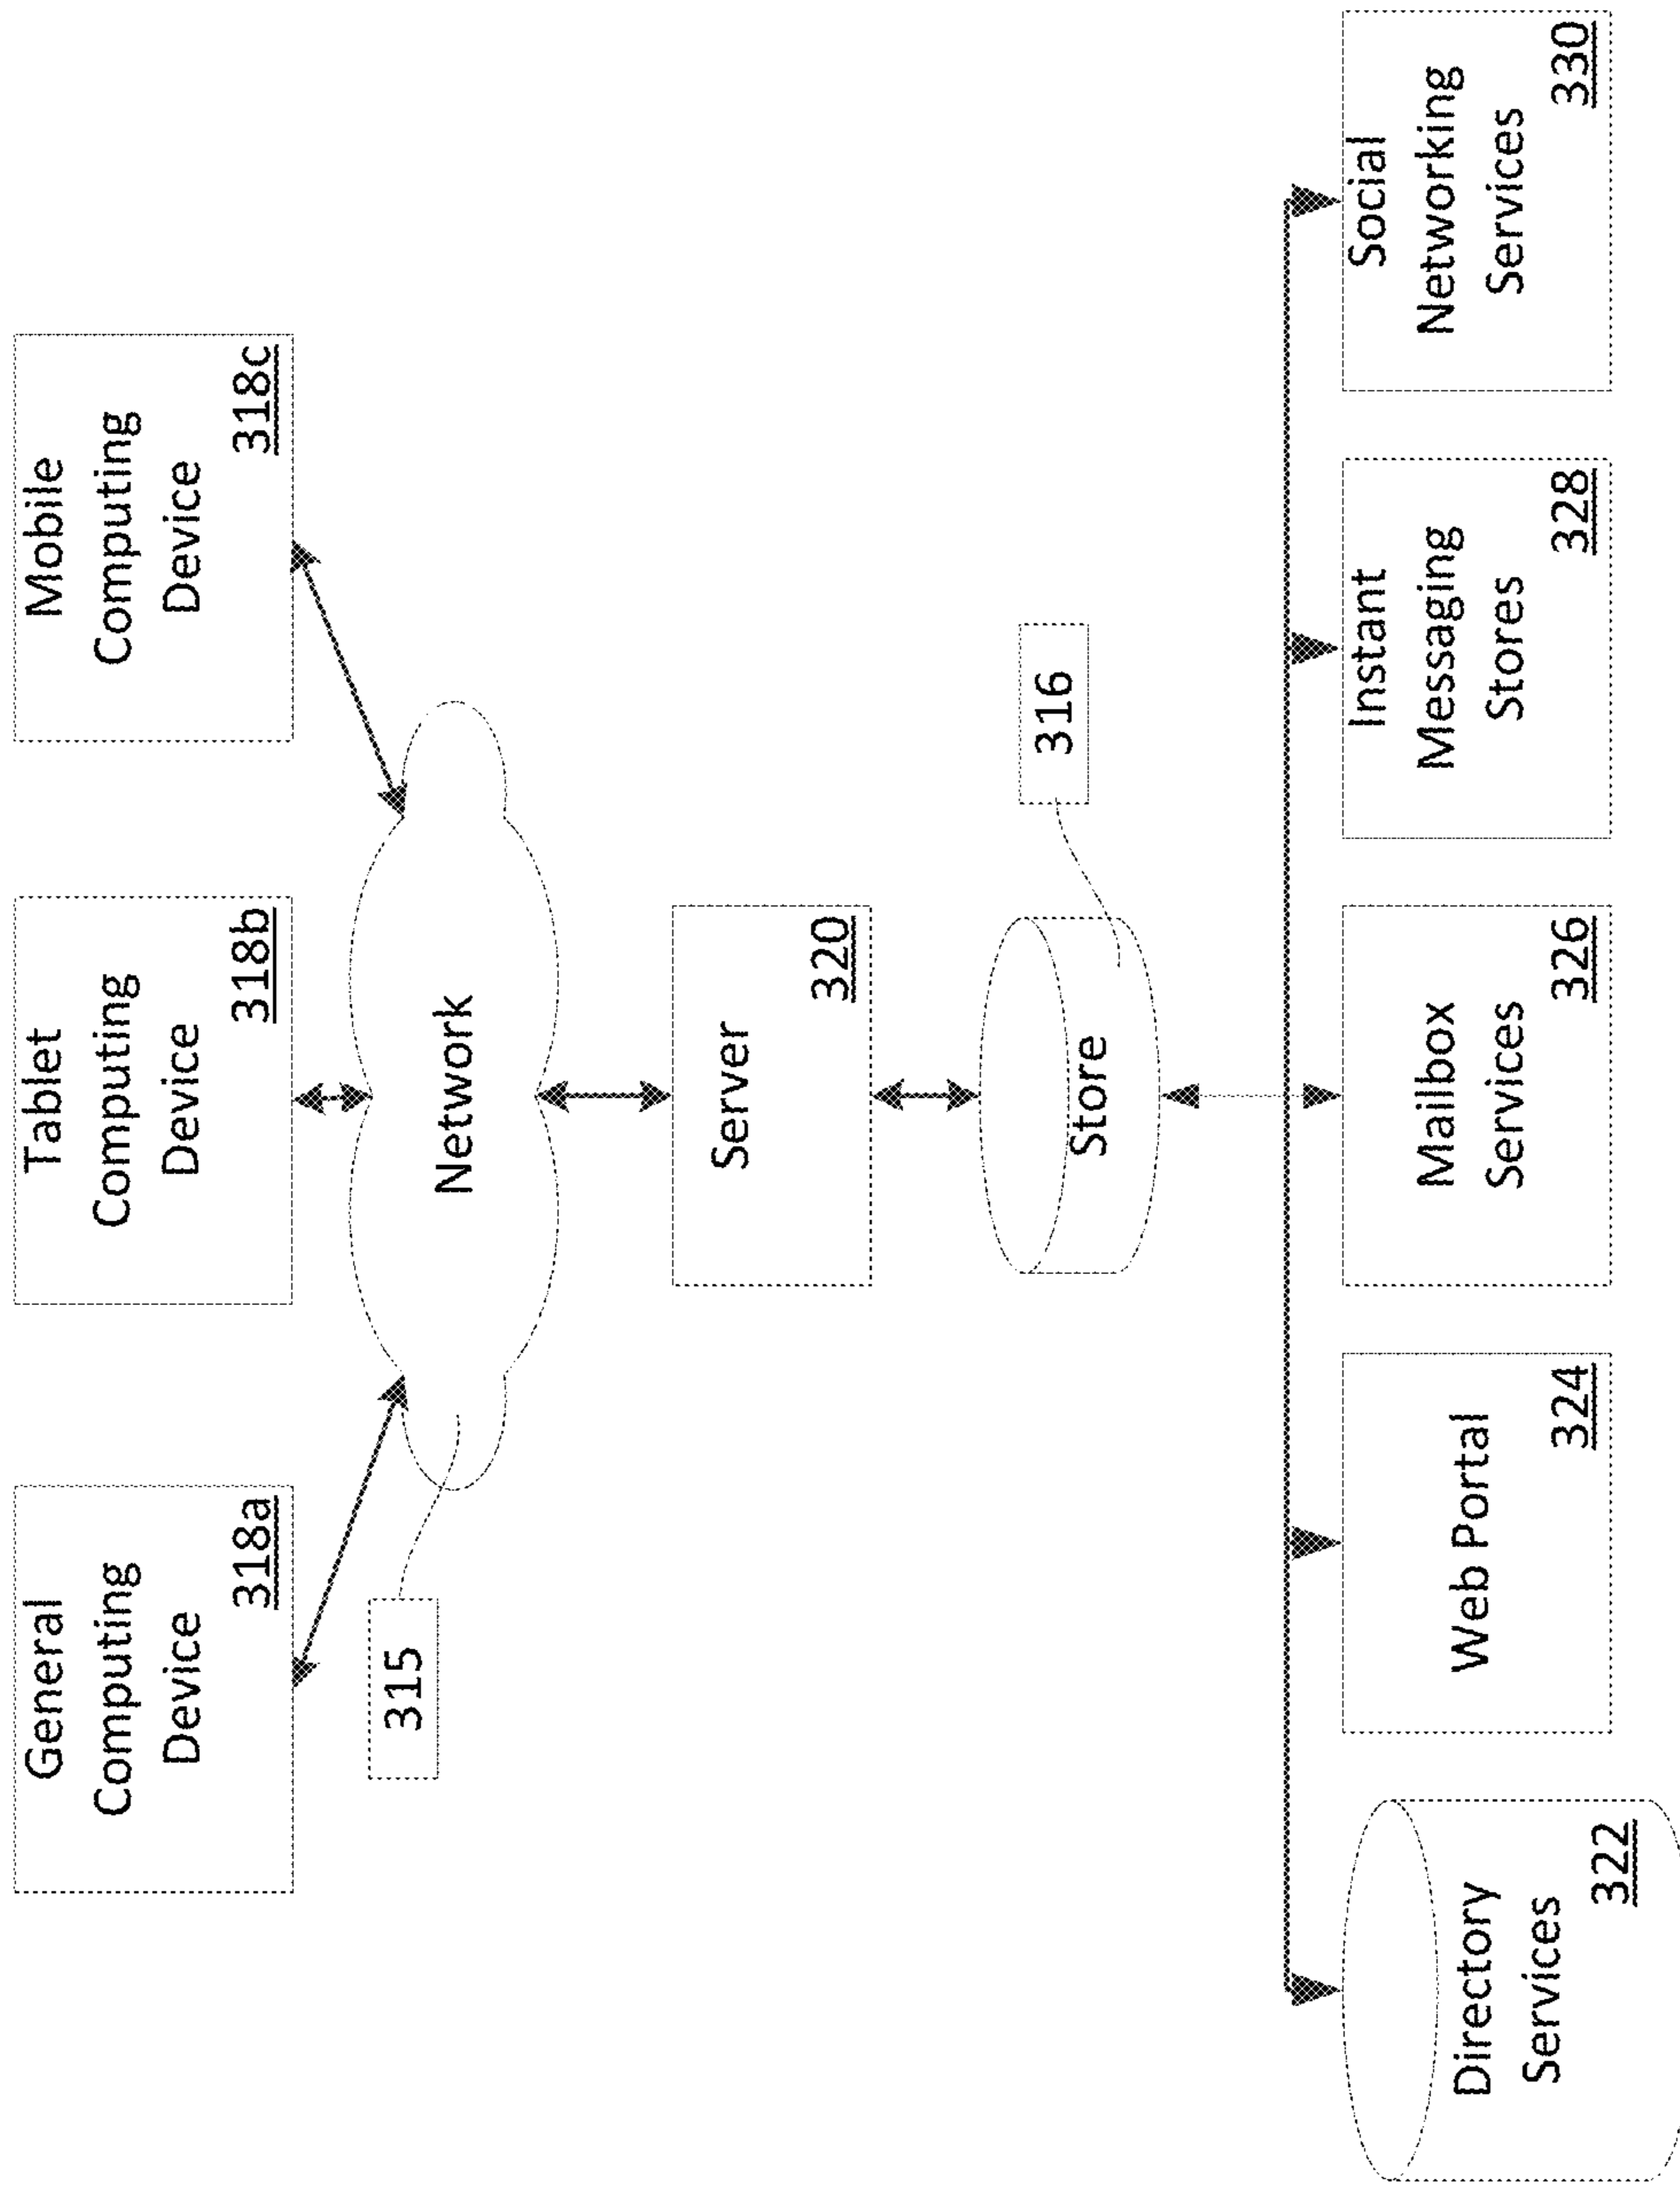 General
Computing
Device
318a
Tablet
Computing
Device
318b
Mobile
Computing
Device
318c
315
Network
Server
320
Store
316
Directory
Services
322
Web Portal
324
Mailbox
Services
326
Instant
Messaging
Stores
328
Social
Networking
Services
330